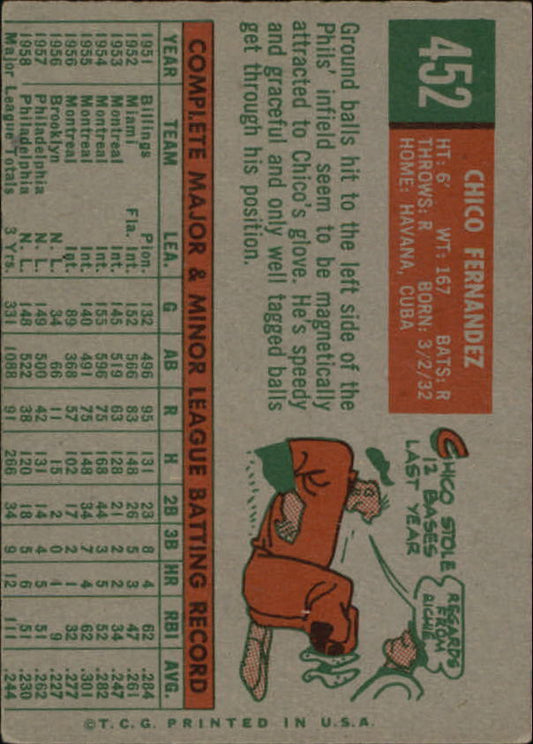 452
CHICO FERNANDEZ
HT: 6' WT: 167 BATS: R
THROWS: R BORN: 3/2/32
HOME: HAVANA, CUBA
Ground balls hit to the left side of the
Phils' infield seem to be magnetically
attracted to Chico's glove. He's speedy
and graceful and only well tagged balls
get through his position.
CHICO STOLE
12 BASES
LAST YEAR
REGARDS
FROM
RICHIE
COMPLETE MAJOR & MINOR LEAGUE BATTING RECORD
YEAR TEAM LEA. G AB R H 2B 3B HR RBI AVG.
1951 Billings Pion. 132 496 95 131 23 8 4 62 .284
1952 Miami Fla. Int. 152 566 83 148 26 5 3 47 .261
1953 Montreal Int. 145 519 63 128 21 5 2 34 .247
1954 Montreal Int. 155 596 75 168 44 3 2 52 .282
1955 Montreal Int. 140 491 75 148 34 7 4 62 .301
1956 Montreal Int. 89 368 57 102 17 2 1 32 .277
1956 Brooklyn N. L. 34 66 11 15 2 0 1 9 .227
1957 Philadelphia N. L. 149 500 42 131 14 4 5 51 .262
1958 Philadelphia N. L. 148 522 38 120 18 5 6 51 .230
Major League Totals 3 Yrs. 331 1088 91 266 34 9 12 111 .244
©T.C.G. PRINTED IN U.S.A.